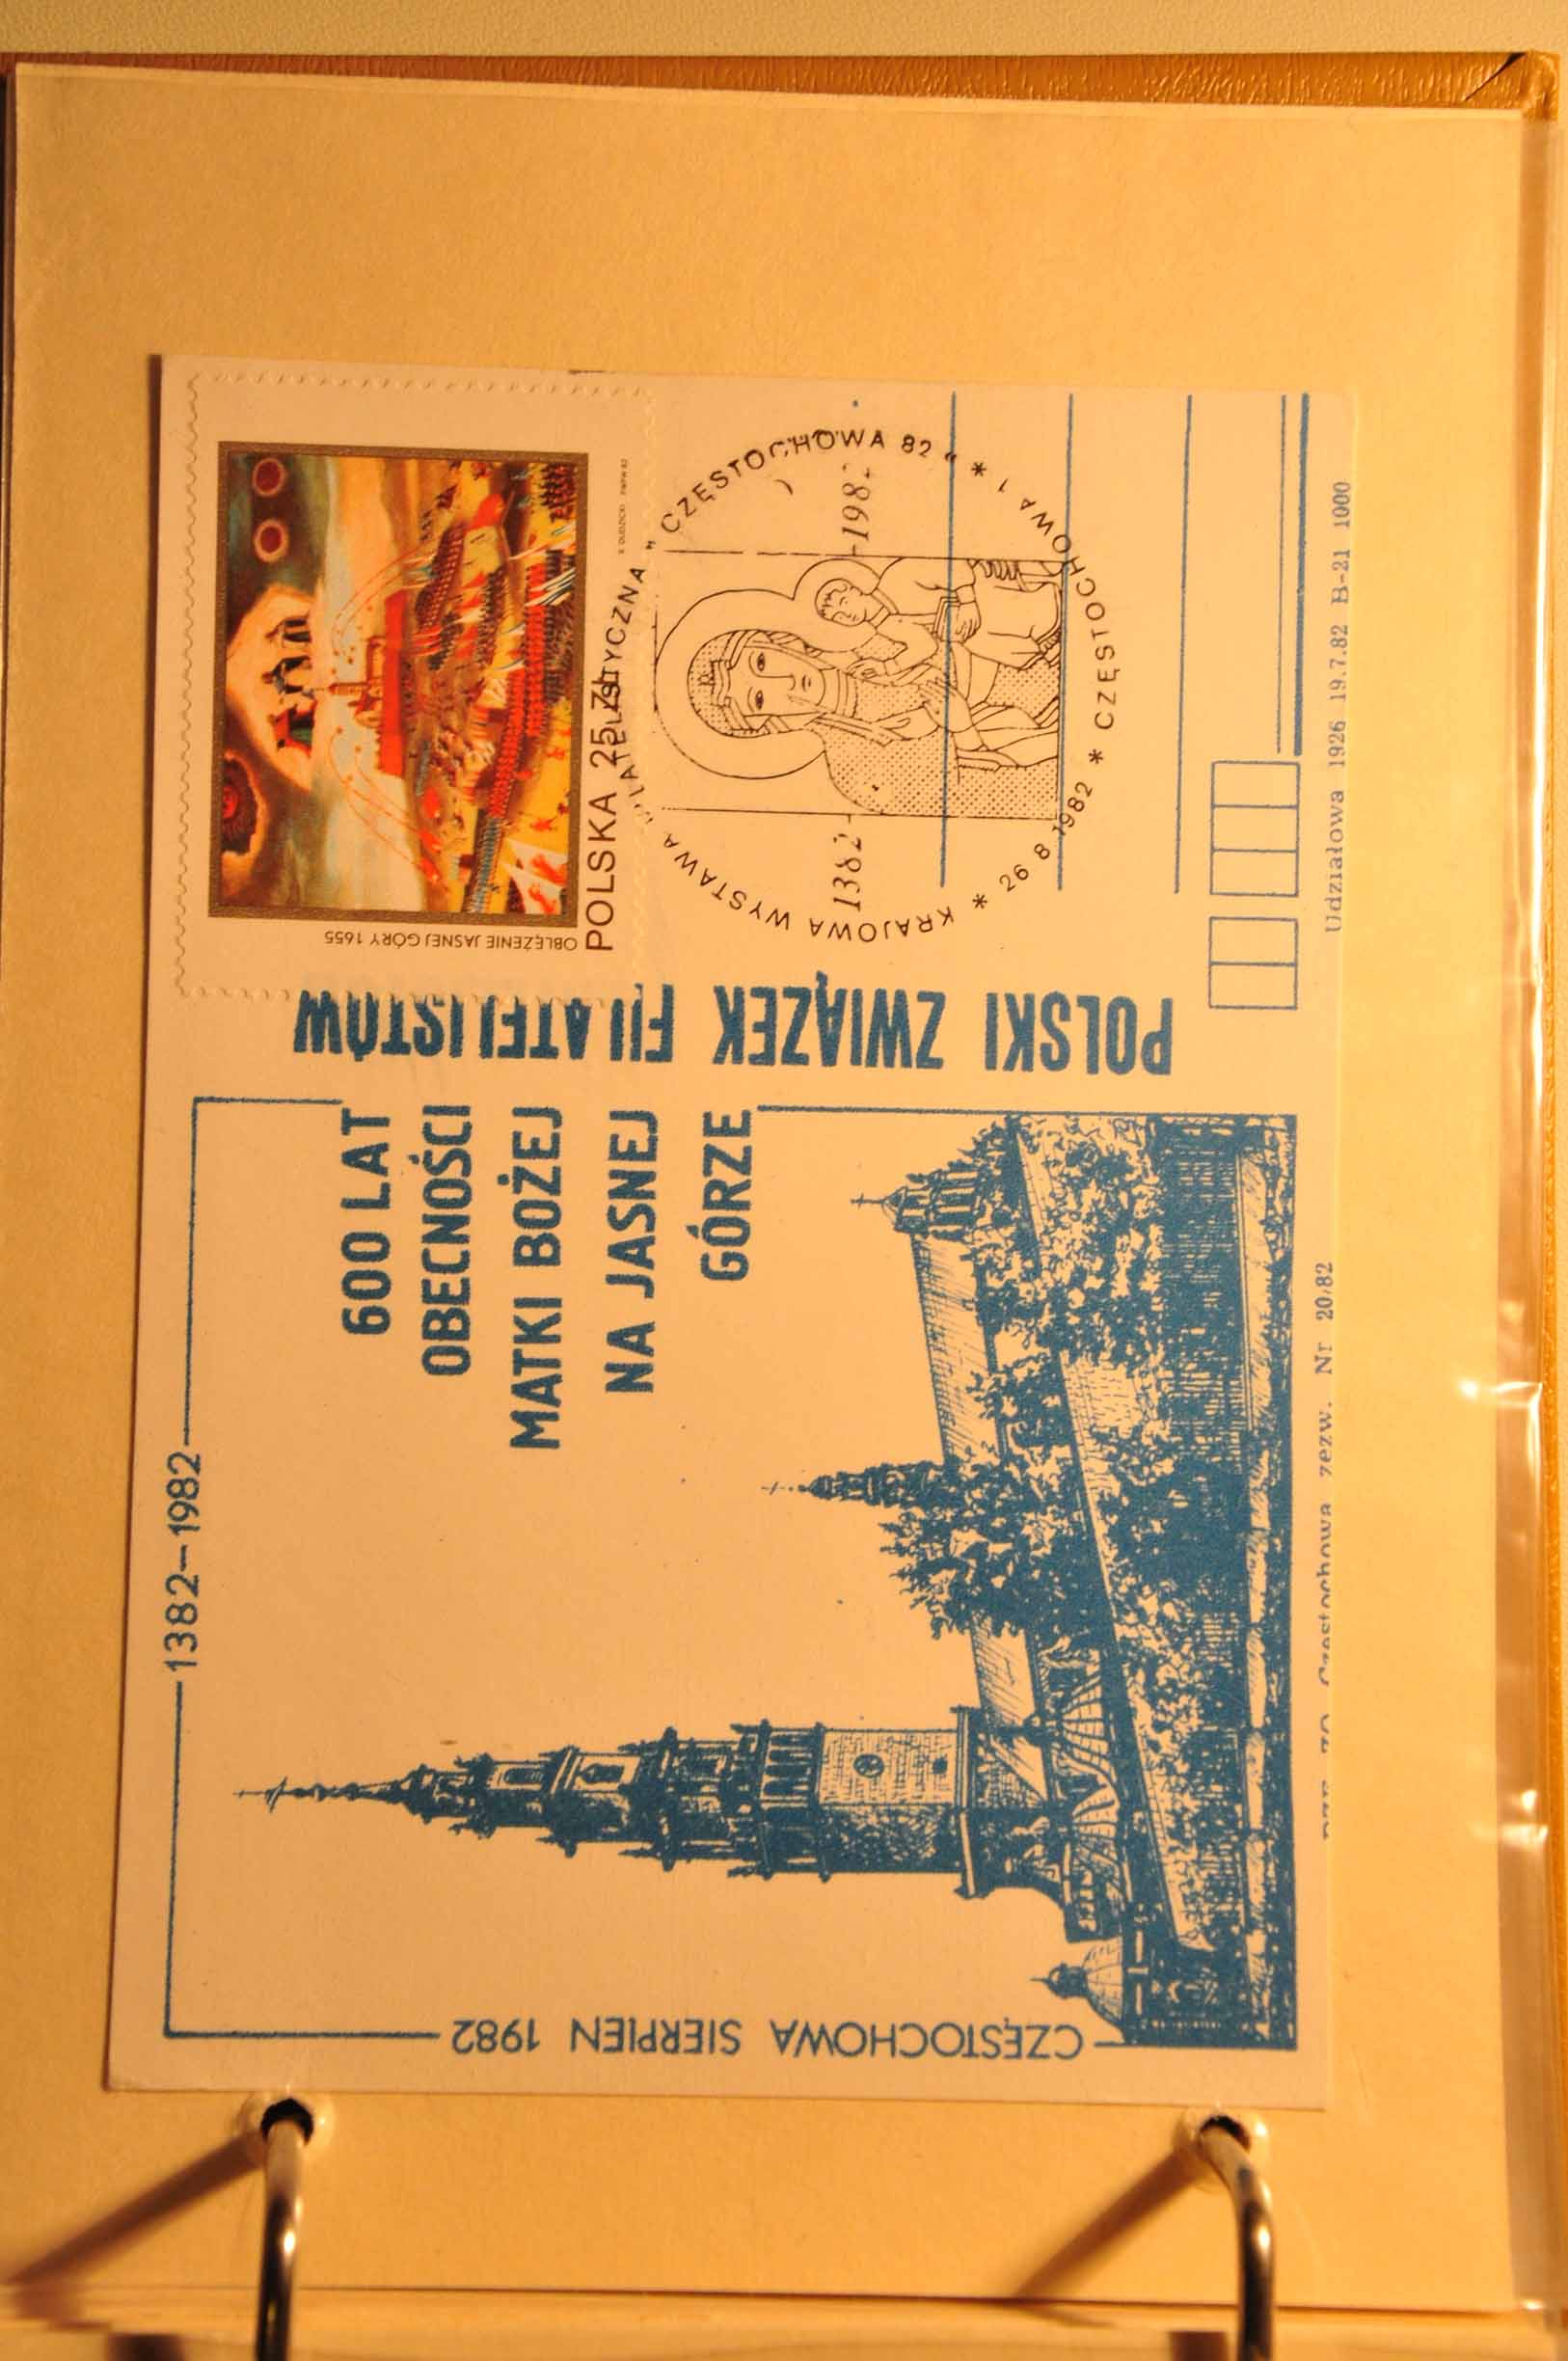 1382–1982
600 LAT
OBECNOŚCI
MATKI BOŻEJ
NA JASNEJ
GÓRZE
CZĘSTOCHOWA SIERPIEN 1982
POLSKI ZWIĄZEK FILATELISTÓW
OBLĘŻENIE JASNEJ GÓRY 1655
POLSKA 25 ZŁ
KRAJOWA WYSTAWA FILATELISTYCZNA „CZĘSTOCHOWA 82"
1382-
-198
* 26 8 1982 * CZĘSTOCHOWA 1 *
Częstochowa zezw. Nr 20/82
Udziałowa 1926 19.7.82 B-21 1000